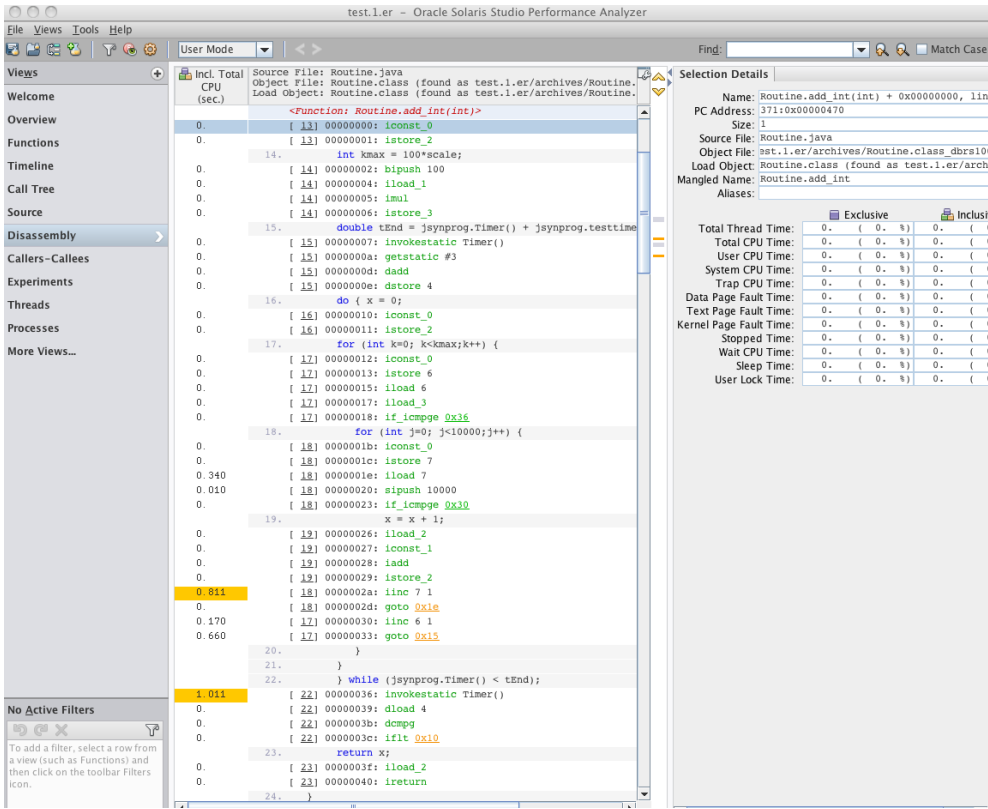 test.1.er – Oracle Solaris Studio Performance Analyzer
File Views Tools Help
User Mode
Find:
Match Case
Views
Welcome
Overview
Functions
Timeline
Call Tree
Source
Disassembly
Callers-Callees
Experiments
Threads
Processes
More Views...
No Active Filters
To add a filter, select a row from
a view (such as Functions) and
then click on the toolbar Filters
icon.
Incl. Total
CPU
(sec.)
Source File: Routine.java
Object File: Routine.class (found as test.1.er/archives/Routine.
Load Object: Routine.class (found as test.1.er/archives/Routine.
<Function: Routine.add_int(int)>
0. [ 13] 00000000: iconst_0
0. [ 13] 00000001: istore_2
14. int kmax = 100*scale;
0. [ 14] 00000002: bipush 100
0. [ 14] 00000004: iload_1
0. [ 14] 00000005: imul
0. [ 14] 00000006: istore_3
15. double tEnd = jsynprog.Timer() + jsynprog.testtime
0. [ 15] 00000007: invokestatic Timer()
0. [ 15] 0000000a: getstatic #3
0. [ 15] 0000000d: dadd
0. [ 15] 0000000e: dstore 4
16. do { x = 0;
0. [ 16] 00000010: iconst_0
0. [ 16] 00000011: istore_2
17. for (int k=0; k<kmax;k++) {
0. [ 17] 00000012: iconst_0
0. [ 17] 00000013: istore 6
0. [ 17] 00000015: iload 6
0. [ 17] 00000017: iload_3
0. [ 17] 00000018: if_icmpge 0x36
18. for (int j=0; j<10000;j++) {
0. [ 18] 0000001b: iconst_0
0. [ 18] 0000001c: istore 7
0.340 [ 18] 0000001e: iload 7
0.010 [ 18] 00000020: sipush 10000
0. [ 18] 00000023: if_icmpge 0x30
19. x = x + 1;
0. [ 19] 00000026: iload_2
0. [ 19] 00000027: iconst_1
0. [ 19] 00000028: iadd
0. [ 19] 00000029: istore_2
0.811 [ 18] 0000002a: iinc 7 1
0. [ 18] 0000002d: goto 0x1e
0.170 [ 17] 00000030: iinc 6 1
0.660 [ 17] 00000033: goto 0x15
20. }
21. }
22. } while (jsynprog.Timer() < tEnd);
1.011 [ 22] 00000036: invokestatic Timer()
0. [ 22] 00000039: dload 4
0. [ 22] 0000003b: dcmpg
0. [ 22] 0000003c: iflt 0x10
23. return x;
0. [ 23] 0000003f: iload_2
0. [ 23] 00000040: ireturn
24. }
Selection Details
Name: Routine.add_int(int) + 0x00000000, lin
PC Address: 371:0x00000470
Size: 1
Source File: Routine.java
Object File: est.1.er/archives/Routine.class_dbrs100
Load Object: Routine.class (found as test.1.er/arch
Mangled Name: Routine.add_int
Aliases:
Exclusive Inclusi
Total Thread Time: 0. ( 0. %) 0. ( 0
Total CPU Time: 0. ( 0. %) 0. ( 0
User CPU Time: 0. ( 0. %) 0. ( 0
System CPU Time: 0. ( 0. %) 0. ( 0
Trap CPU Time: 0. ( 0. %) 0. ( 0
Data Page Fault Time: 0. ( 0. %) 0. ( 0
Text Page Fault Time: 0. ( 0. %) 0. ( 0
Kernel Page Fault Time: 0. ( 0. %) 0. ( 0
Stopped Time: 0. ( 0. %) 0. ( 0
Wait CPU Time: 0. ( 0. %) 0. ( 0
Sleep Time: 0. ( 0. %) 0. ( 0
User Lock Time: 0. ( 0. %) 0. ( 0